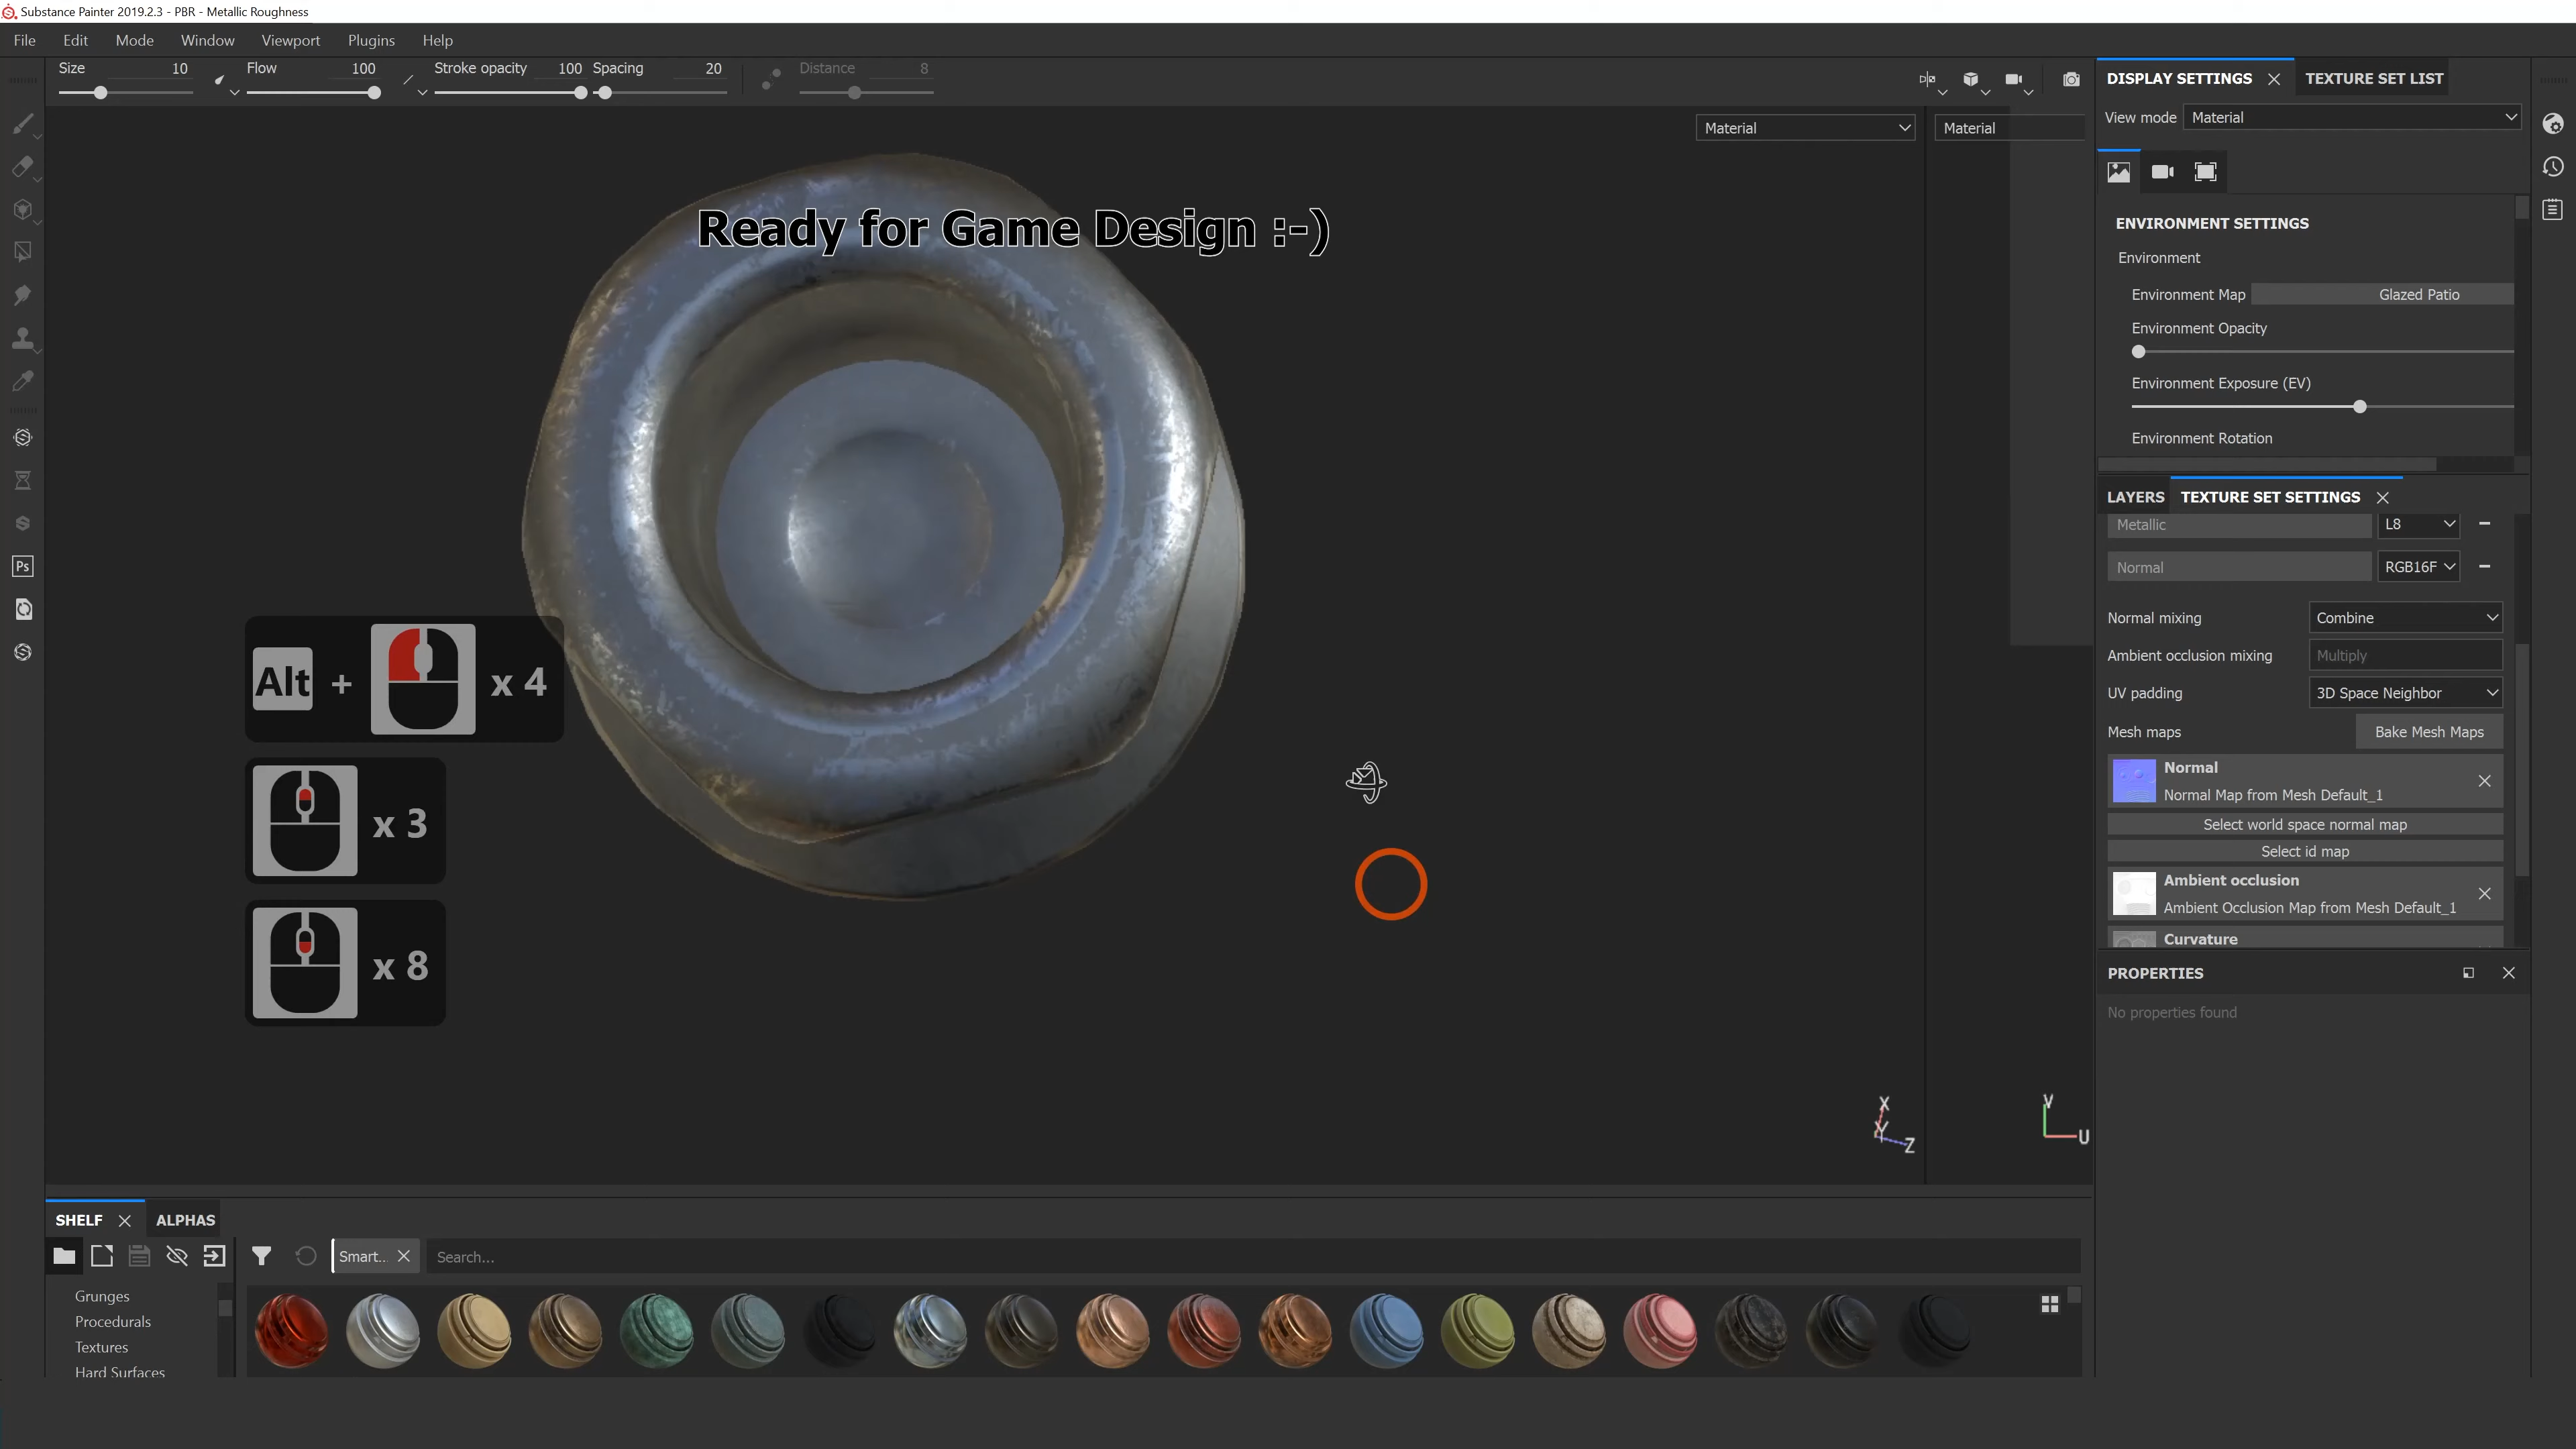 Substance Painter 2019.2.3 - PBR - Metallic Roughness
File Edit Mode Window Viewport Plugins Help
Size 10 Flow 100 Stroke opacity 100 Spacing 20 Distance 8
Material
Material
Ready for Game Design :-)
Alt + x 4
x 3
x 8
X
Y
Z
V
U
DISPLAY SETTINGS TEXTURE SET LIST
View mode Material
ENVIRONMENT SETTINGS
Environment
Environment Map Glazed Patio
Environment Opacity
Environment Exposure (EV)
Environment Rotation
LAYERS TEXTURE SET SETTINGS
Metallic L8
Normal RGB16F
Normal mixing Combine
Ambient occlusion mixing Multiply
UV padding 3D Space Neighbor
Mesh maps Bake Mesh Maps
Normal
Normal Map from Mesh Default_1
Select world space normal map
Select id map
Ambient occlusion
Ambient Occlusion Map from Mesh Default_1
Curvature
PROPERTIES
No properties found
Ps
SHELF ALPHAS
Smart... Search...
Grunges
Procedurals
Textures
Hard Surfaces